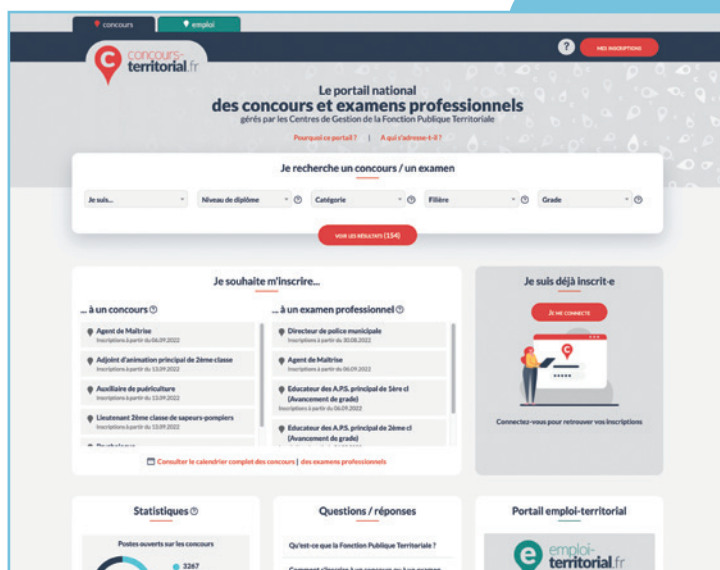 concours
emploi
concours-
territorial.fr
?
MES INSCRIPTIONS
Le portail national
des concours et examens professionnels
gérés par les Centres de Gestion de la Fonction Publique Territoriale
Pourquoi ce portail ? | A qui s'adresse-t-il ?
Je recherche un concours / un examen
Je suis... Niveau de diplôme ? Catégorie ? Filière ? Grade ?
VOIR LES RÉSULTATS (154)
Je souhaite m'inscrire...
... à un concours ?
Agent de Maîtrise
Inscriptions à partir du 06.09.2022
Adjoint d'animation principal de 2ème classe
Inscriptions à partir du 13.09.2022
Auxiliaire de puériculture
Inscriptions à partir du 13.09.2022
Lieutenant 2ème classe de sapeurs-pompiers
Inscriptions à partir du 13.09.2022
... à un examen professionnel ?
Directeur de police municipale
Inscriptions à partir du 30.08.2022
Agent de Maîtrise
Inscriptions à partir du 06.09.2022
Educateur des A.P.S. principal de 1ère cl
(Avancement de grade)
Inscriptions à partir du 06.09.2022
Educateur des A.P.S. principal de 2ème cl
(Avancement de grade)
Consulter le calendrier complet des concours | des examens professionnels
Je suis déjà inscrit·e
JE ME CONNECTE
Connectez-vous pour retrouver vos inscriptions
Statistiques ?
Postes ouverts sur les concours
3267
Questions / réponses
Qu'est-ce que la Fonction Publique Territoriale ?
Portail emploi-territorial
emploi-
territorial.fr